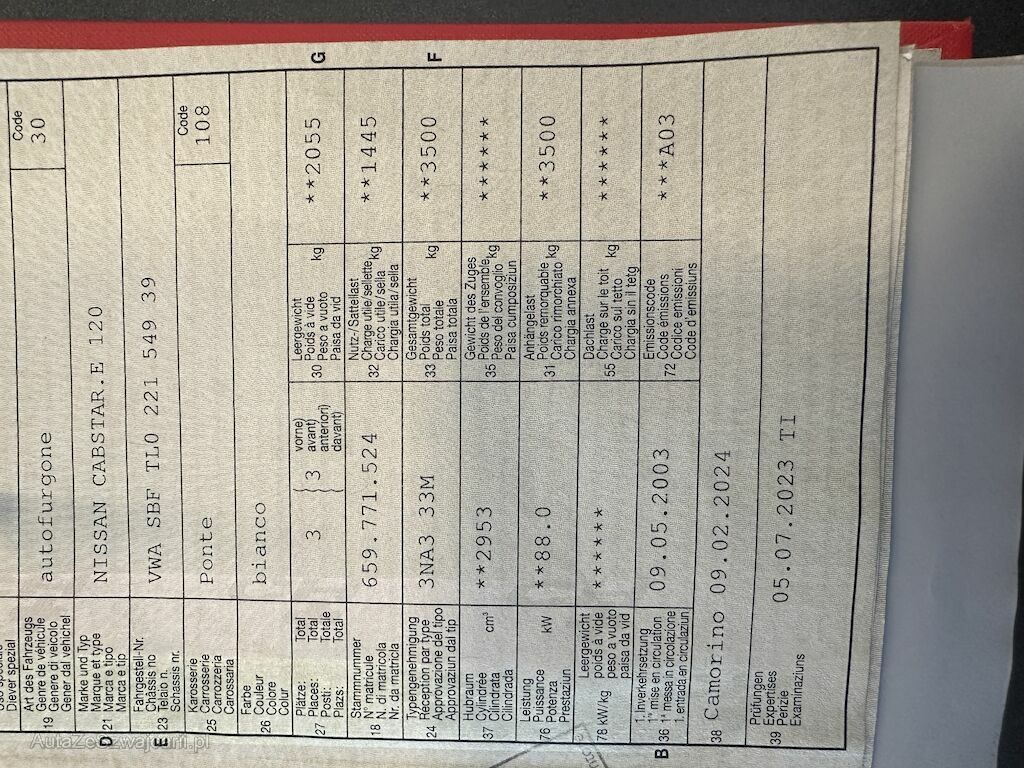 Diever spezial
Art des Fahrzeugs
Genre de véhicule
19 Genere di veicolo
Gener dal vehichel
autofurgone
Code
30
Marke und Typ
Marque et type
D 21 Marca e tipo
Marca e tip
NISSAN CABSTAR.E 120
Fahrgestell-Nr.
Châssis no
E 23 Telaio n.
Schassis nr.
VWA SBF TL0 221 549 39
Karosserie
Carrosserie
25 Carrozzeria
Carossaria
Ponte
Code
108
Farbe
Couleur
26 Colore
Colur
bianco
Plätze: Total
Places: Total
27 Posti: Totale
Plazs: Total
3 } 3
vorne)
avant)
anteriori)
davant)
Leergewicht
Poids à vide
30 Peso a vuoto kg
Paisa da vid
**2055
G
Stammnummer
N° matricule
18 N. di matricola
Nr. da matricla
659.771.524
Nutz-/Sattellast
Charge utile/sellette
32 Carico utile/sella kg
Chargia utila/sella
**1445
Typengenehmigung
Réception par type
24 Approvazione del tipo
Approvaziun dal tip
3NA3 33M
Gesamtgewicht
Poids total
33 Peso totale kg
Paisa totala
**3500
F
Hubraum
Cylindrée
37 Cilindrata cm³
Cilindrada
**2953
Gewicht des Zuges
Poids de l'ensemble
35 Peso del convoglio kg
Paisa cumposiziun
******
Leistung
Puissance
76 Potenza kW
Prestaziun
**88.0
Anhängelast
Poids remorquable
31 Carico rimorchiato kg
Chargia annexa
**3500
Leergewicht
poids à vide
78 kW/kg peso a vuoto
paisa da vid
******
Dachlast
Charge sur le toit
55 Carico sul tetto kg
Chargia sin il tetg
******
1. Inverkehrsetzung
1re mise en circulation
B 36 1a messa in circolazione
1. entrada en circulaziun
09.05.2003
Emissionscode
Code émissions
72 Codice emissioni
Code d'emissiuns
***A03
38 Camorino 09.02.2024
Prüfungen
Expertises
39 Perizie
Examinaziuns
05.07.2023 TI